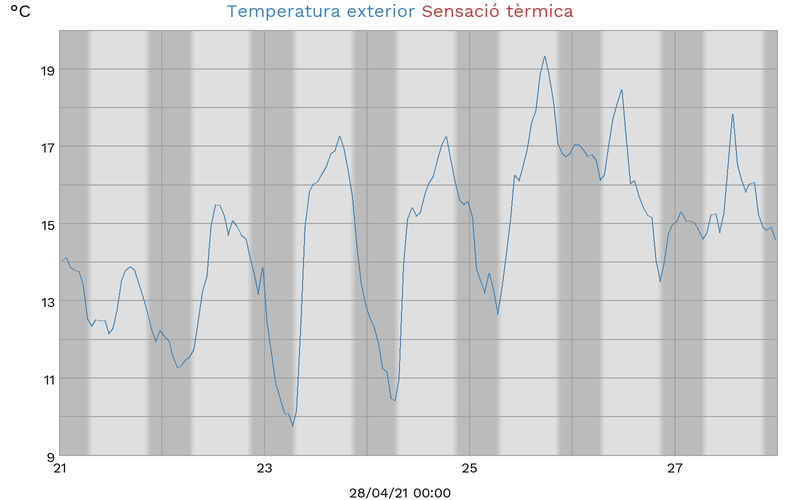 °C
Temperatura exterior Sensació tèrmica
19
17
15
13
11
9
21 23 25 27
28/04/21 00:00